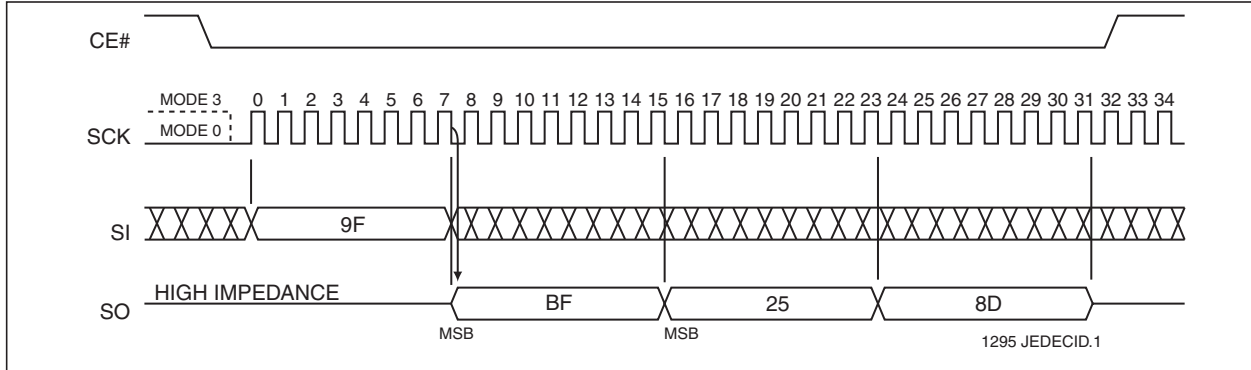 CE#
MODE 3
0 1 2 3 4 5 6 7 8 9 10 11 12 13 14 15 16 17 18 19 20 21 22 23 24 25 26 27 28 29 30 31 32 33 34
SCK
MODE 0
SI
9F
HIGH IMPEDANCE
SO
BF
25
8D
MSB
MSB
1295 JEDECID.1